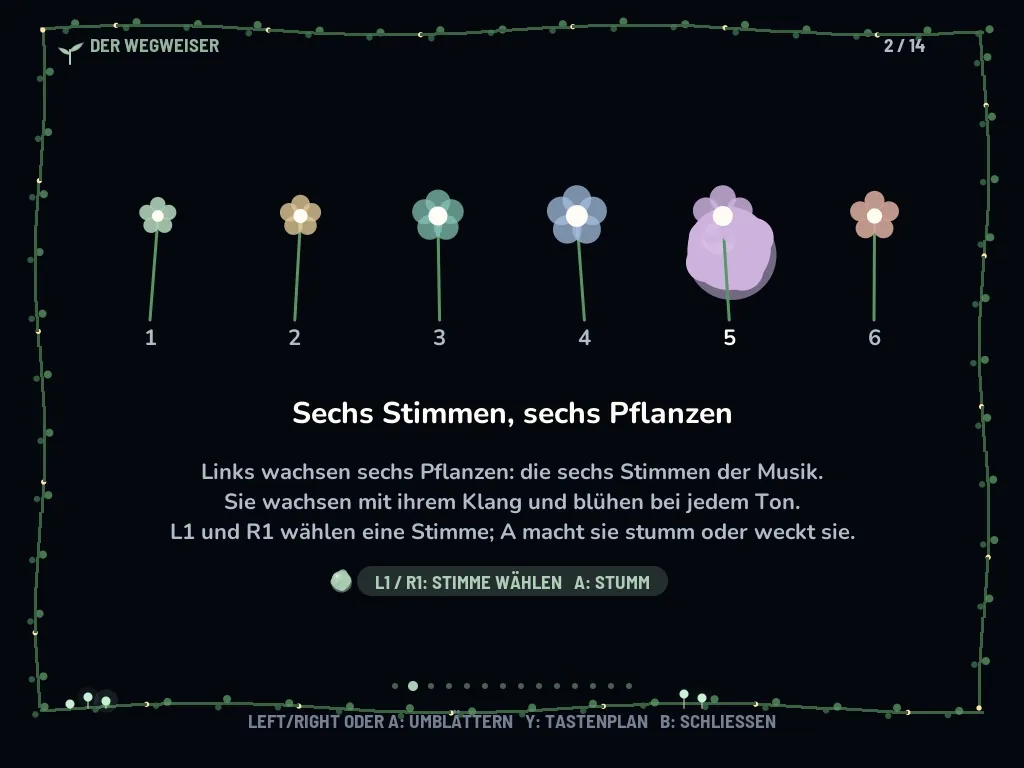 DER WEGWEISER
2 / 14
1 2 3 4 5 6
Sechs Stimmen, sechs Pflanzen
Links wachsen sechs Pflanzen: die sechs Stimmen der Musik.
Sie wachsen mit ihrem Klang und blühen bei jedem Ton.
L1 und R1 wählen eine Stimme; A macht sie stumm oder weckt sie.
L1 / R1: STIMME WÄHLEN A: STUMM
LEFT/RIGHT ODER A: UMBLÄTTERN Y: TASTENPLAN B: SCHLIESSEN